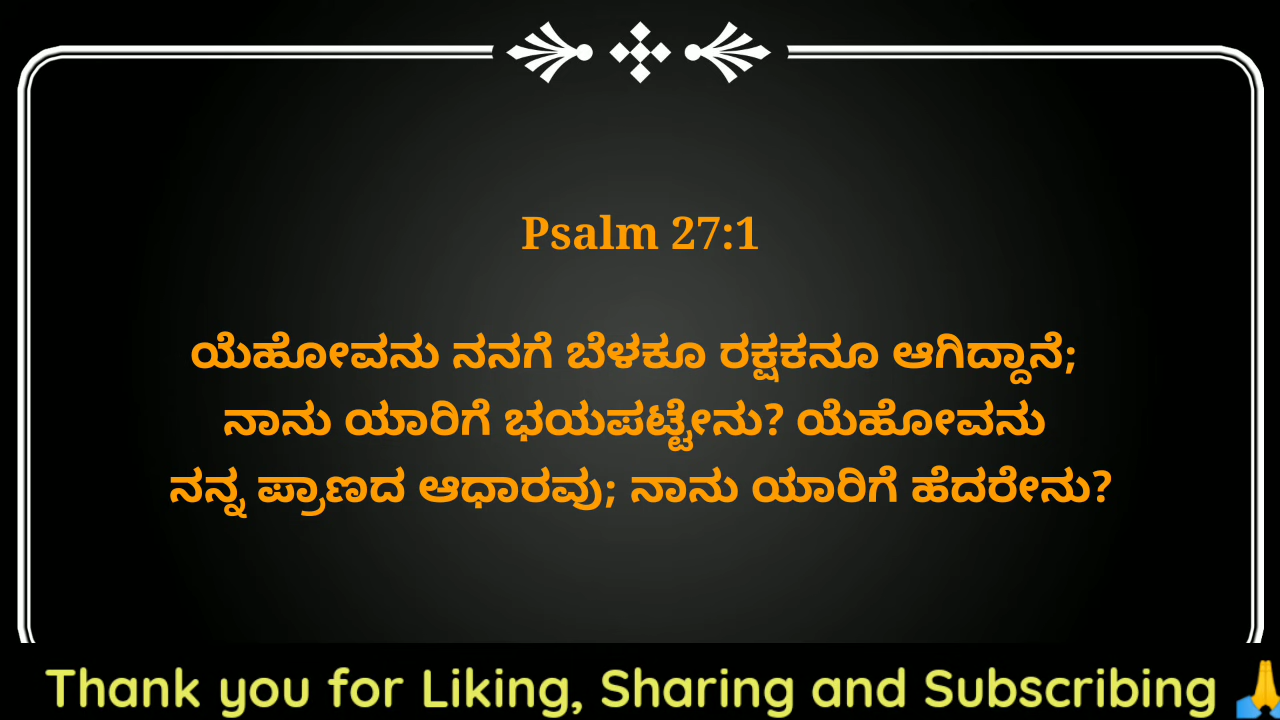 Psalm 27:1
ಯೆಹೋವನು ನನಗೆ ಬೆಳಕೂ ರಕ್ಷಕನೂ ಆಗಿದ್ದಾನೆ;
ನಾನು ಯಾರಿಗೆ ಭಯಪಟ್ಟೇನು? ಯೆಹೋವನು
ನನ್ನ ಪ್ರಾಣದ ಆಧಾರವು; ನಾನು ಯಾರಿಗೆ ಹೆದರೇನು?
Thank you for Liking, Sharing and Subscribing 🙏